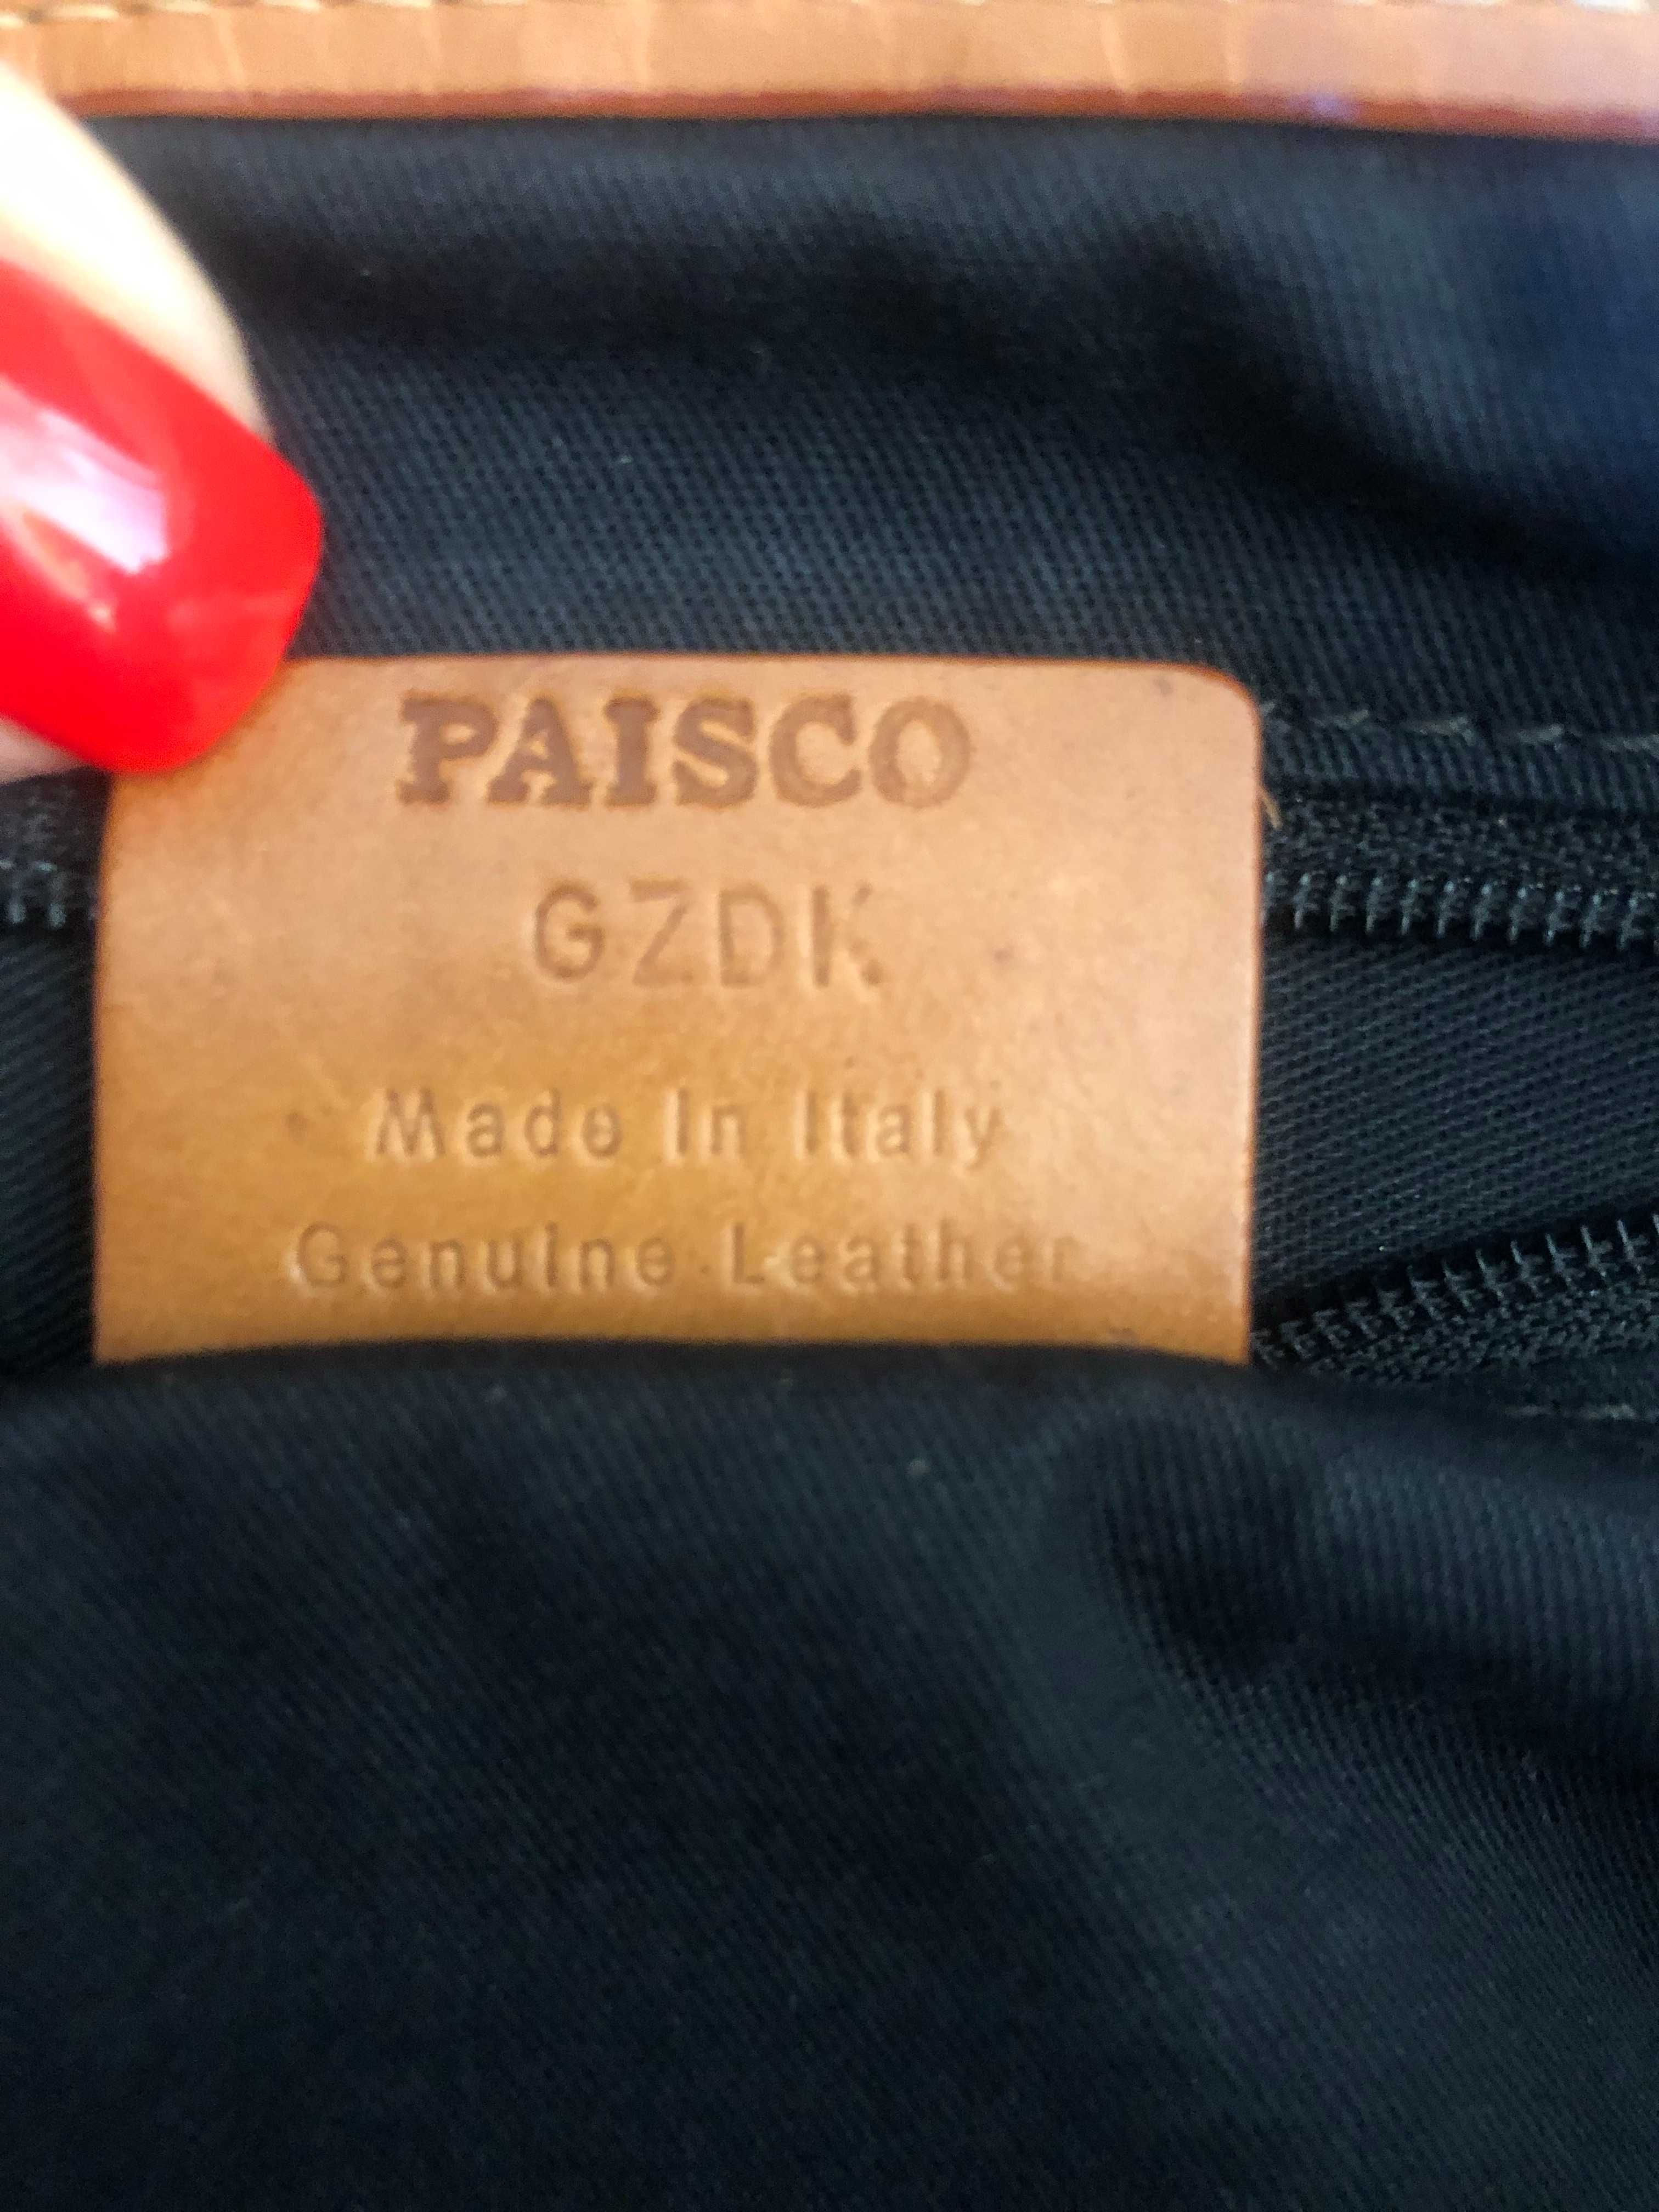 PAISCO
GZDK
Made In Italy
Genuine Leather